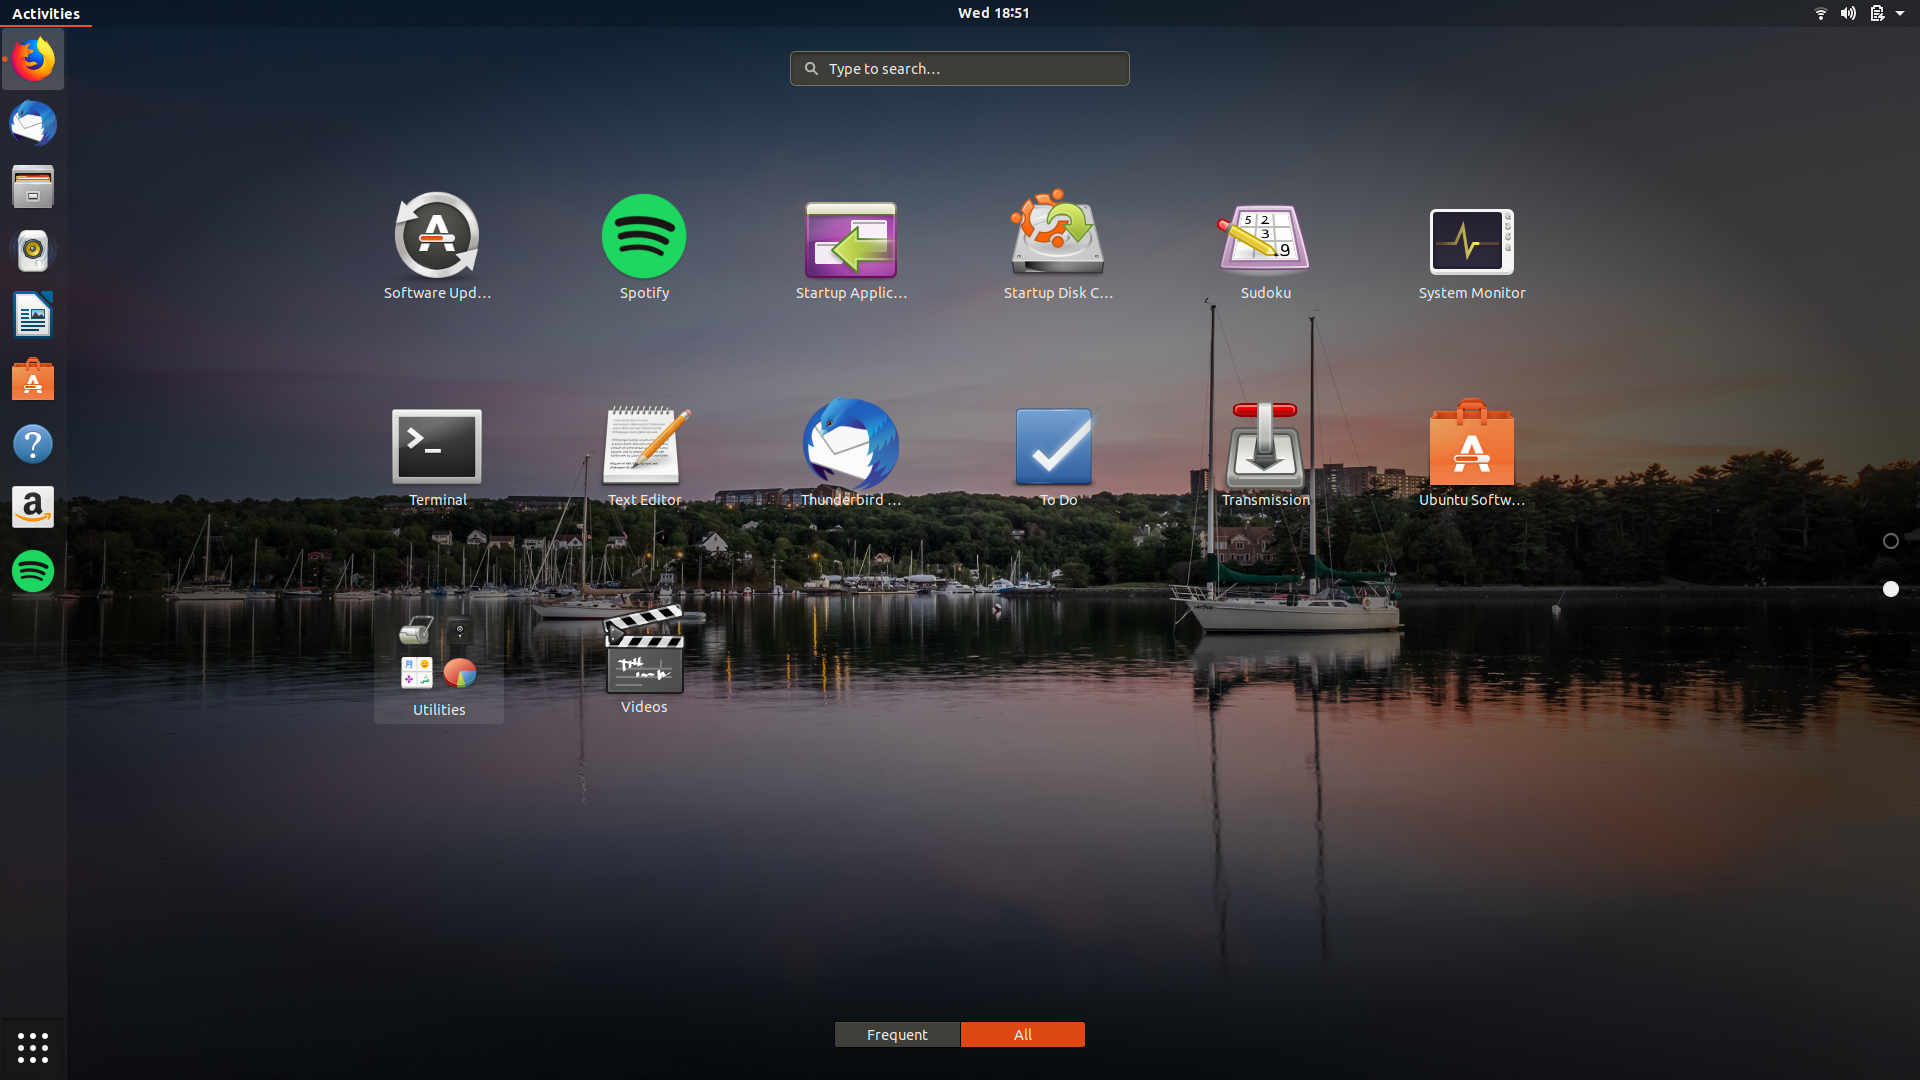 Activities
Wed 18:51
Type to search...
Software Upd...
Spotify
Startup Applic...
Startup Disk C...
Sudoku
System Monitor
Terminal
Text Editor
Thunderbird ...
To Do
Transmission
Ubuntu Softw...
Utilities
Videos
Frequent
All